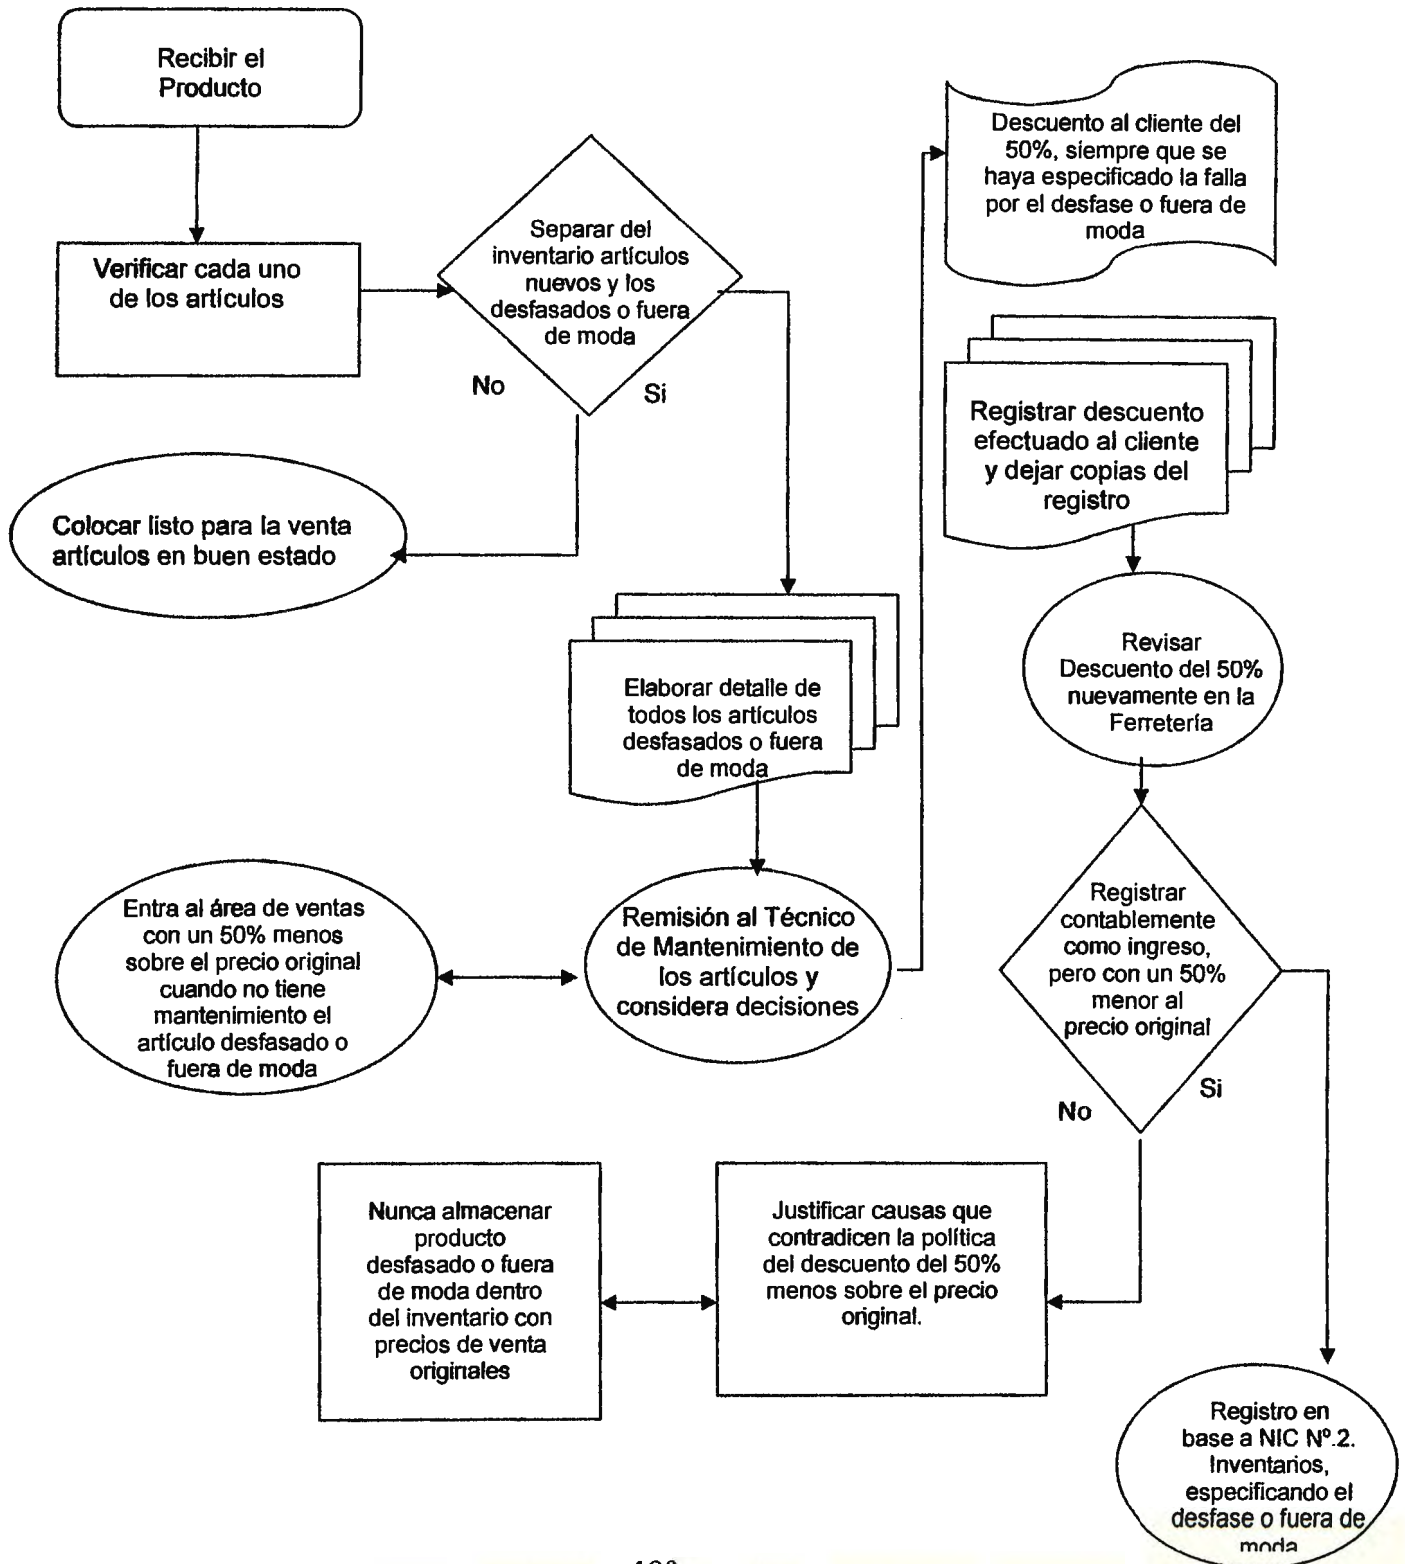 Recibir el
Producto
Verificar cada uno
de los artículos
Separar del
inventario artículos
nuevos y los
desfasados o fuera
de moda
No
Si
Colocar listo para la venta
artículos en buen estado
Elaborar detalle de
todos los artículos
desfasados o fuera
de moda
Remisión al Técnico
de Mantenimiento de
los artículos y
considera decisiones
Entra al área de ventas
con un 50% menos
sobre el precio original
cuando no tiene
mantenimiento el
artículo desfasado o
fuera de moda
Descuento al cliente del
50%, siempre que se
haya especificado la falla
por el desfase o fuera de
moda
Registrar descuento
efectuado al cliente
y dejar copias del
registro
Revisar
Descuento del 50%
nuevamente en la
Ferretería
Registrar
contablemente
como ingreso,
pero con un 50%
menor al
precio original
No
Si
Justificar causas que
contradicen la política
del descuento del 50%
menos sobre el precio
original.
Nunca almacenar
producto
desfasado o fuera
de moda dentro
del inventario con
precios de venta
originales
Registro en
base a NIC Nº.2.
Inventarios,
especificando el
desfase o fuera de
moda